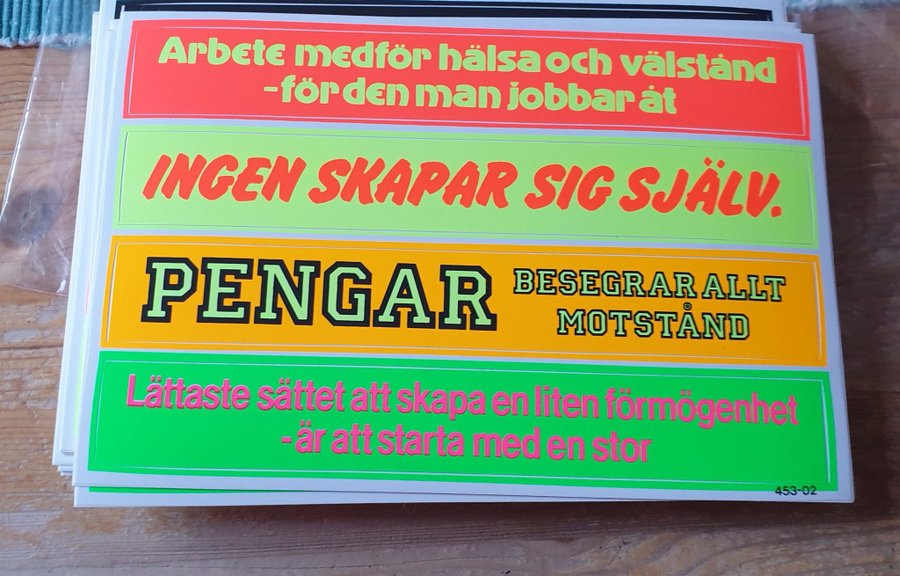 Arbete medför hälsa och välstånd
-för den man jobbar åt
INGEN SKAPAR SIG SJÄLV.
PENGAR BESEGRAR ALLT
MOTSTÅND
Lättaste sättet att skapa en liten förmögenhet
-är att starta med en stor
453-02